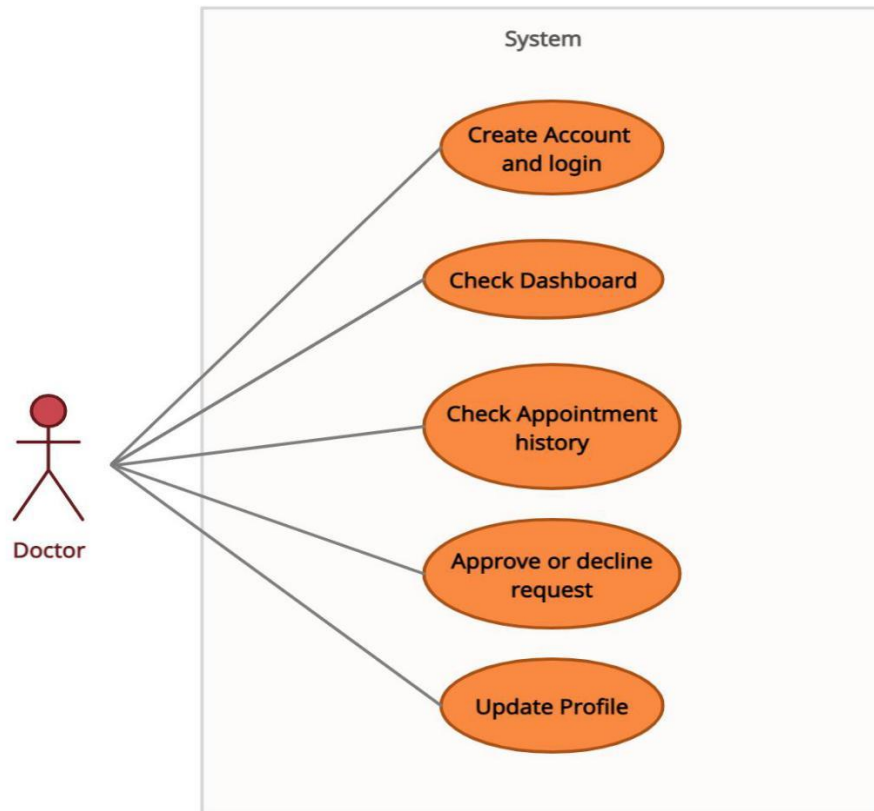 System
Create Account
and login
Check Dashboard
Check Appointment
history
Doctor
Approve or decline
request
Update Profile